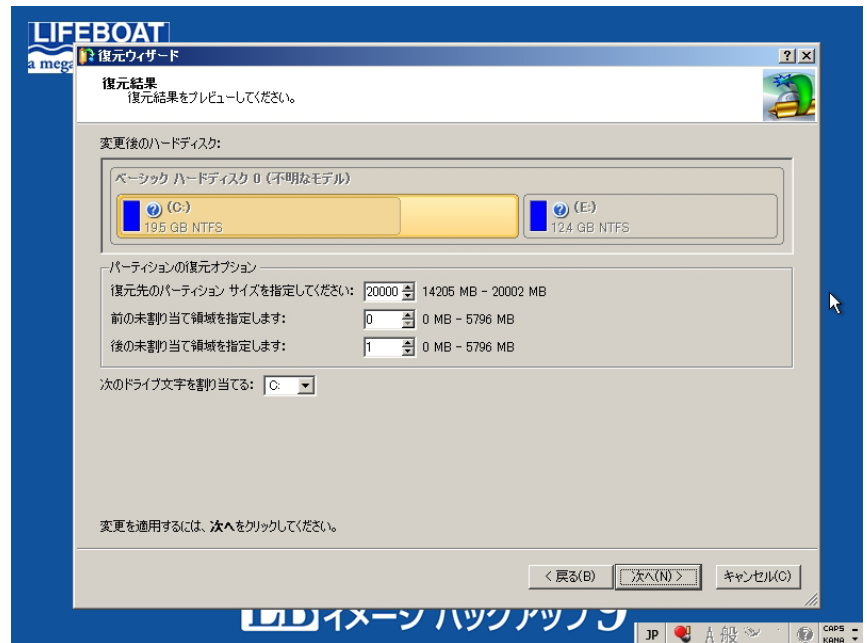 LIFEBOAT
a mega
復元ウィザード
復元結果
復元結果をプレビューしてください。
変更後のハードディスク:
ベーシック ハードディスク 0 (不明なモデル)
(C:)
19.5 GB NTFS
(E:)
12.4 GB NTFS
パーティションの復元オプション
復元先のパーティション サイズを指定してください: 20000 14205 MB - 20002 MB
前の未割り当て領域を指定します: 0 0 MB - 5796 MB
後の未割り当て領域を指定します: 1 0 MB - 5796 MB
次のドライブ文字を割り当てる: C:
変更を適用するには、次へをクリックしてください。
< 戻る(B) 次へ(N) > キャンセル(C)
LB イメージ バックアップ 9
JP A 般 CAPS
KANA